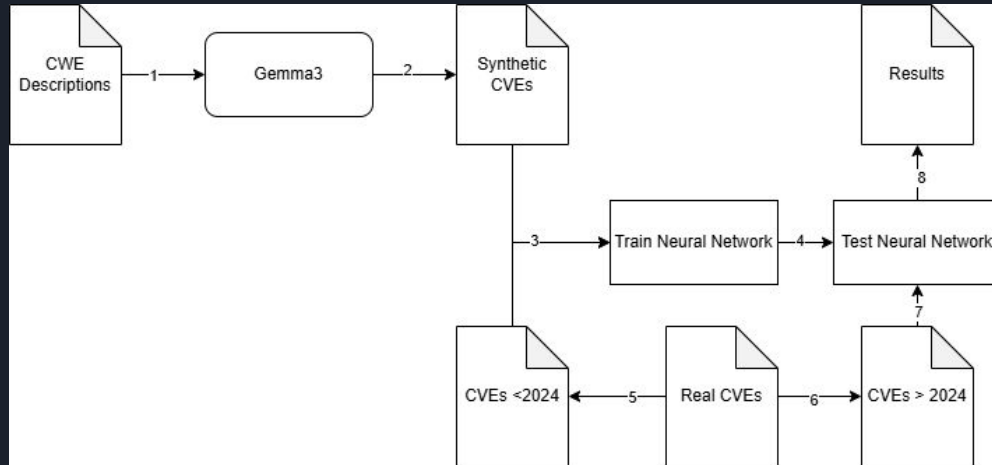 CWE
Descriptions
1
Gemma3
2
Synthetic
CVEs
Results
8
3
Train Neural Network
4
Test Neural Network
7
CVEs <2024
5
Real CVEs
6
CVEs > 2024